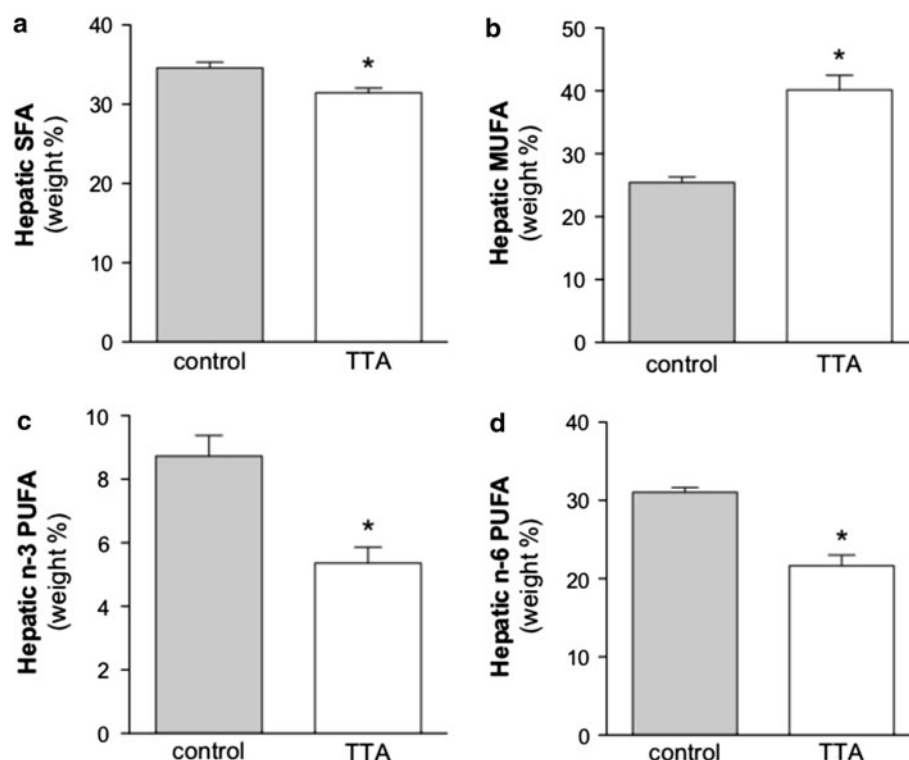 a
Hepatic SFA
(weight %)
40
30
20
10
0
*
control TTA
b
Hepatic MUFA
(weight %)
50
40
30
20
10
0
*
control TTA
c
Hepatic n-3 PUFA
(weight %)
10
8
6
4
2
0
*
control TTA
d
Hepatic n-6 PUFA
(weight %)
40
30
20
10
0
*
control TTA